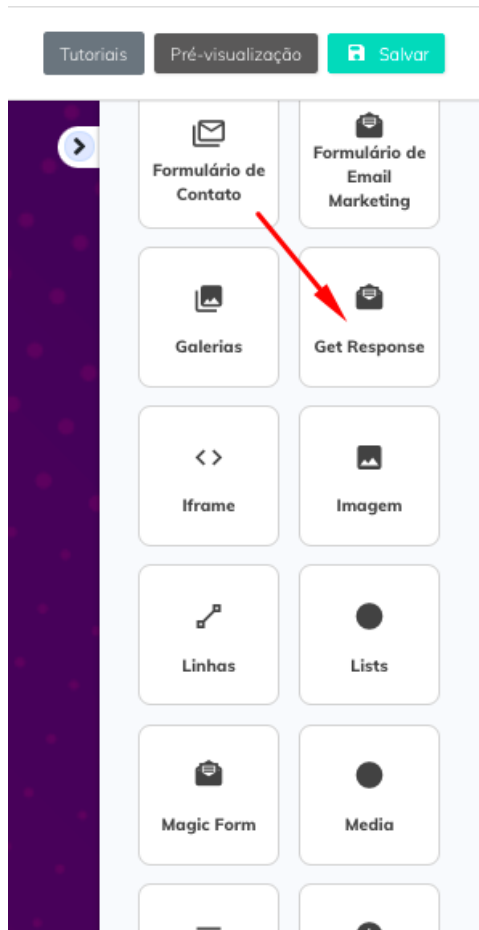 Tutoriais
Pré-visualização
Salvar
Formulário de
Contato
Formulário de
Email
Marketing
Galerias
Get Response
Iframe
Imagem
Linhas
Lists
Magic Form
Media